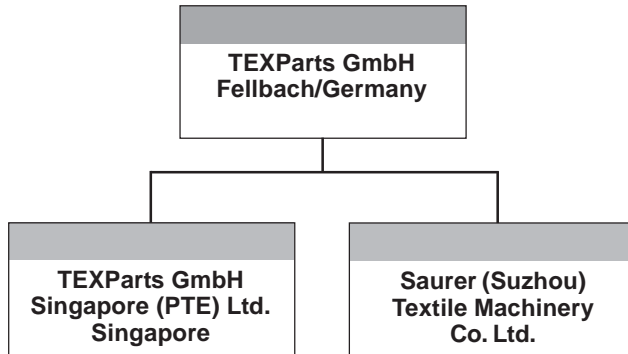 TEXParts GmbH
Fellbach/Germany
TEXParts GmbH
Singapore (PTE) Ltd.
Singapore
Saurer (Suzhou)
Textile Machinery
Co. Ltd.